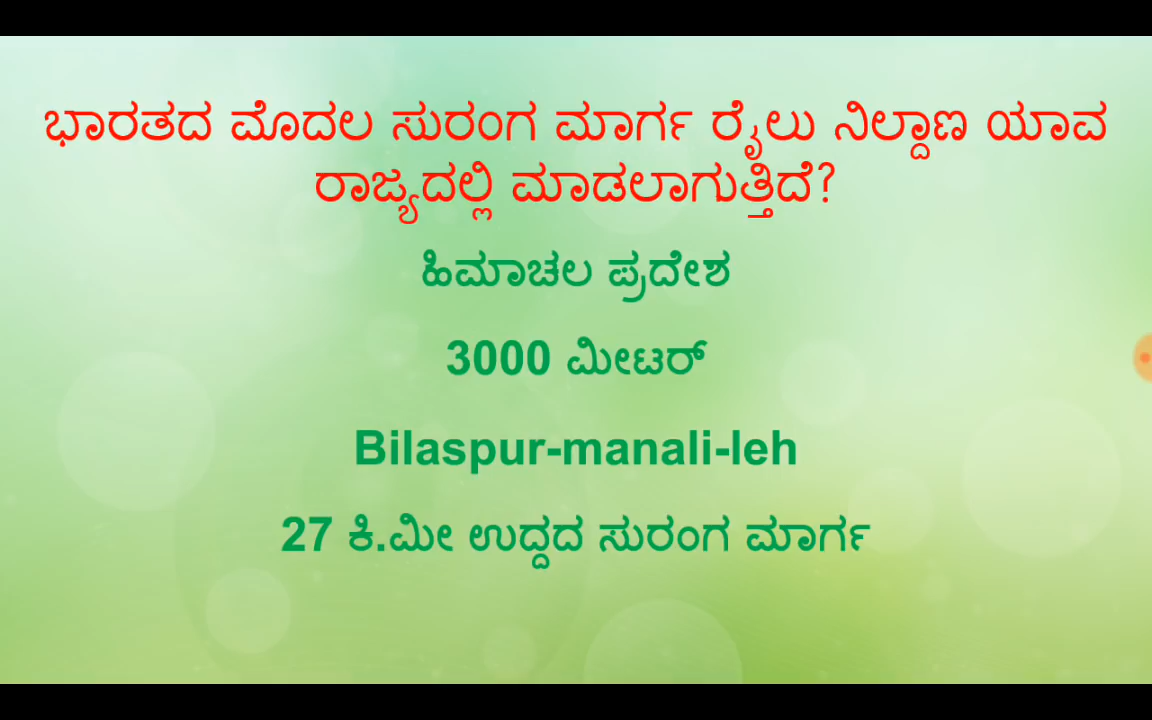 ಭಾರತದ ಮೊದಲ ಸುರಂಗ ಮಾರ್ಗ ರೈಲು ನಿಲ್ದಾಣ ಯಾವ
ರಾಜ್ಯದಲ್ಲಿ ಮಾಡಲಾಗುತ್ತಿದೆ?
ಹಿಮಾಚಲ ಪ್ರದೇಶ
3000 ಮೀಟರ್
Bilaspur-manali-leh
27 ಕಿ.ಮೀ ಉದ್ದದ ಸುರಂಗ ಮಾರ್ಗ